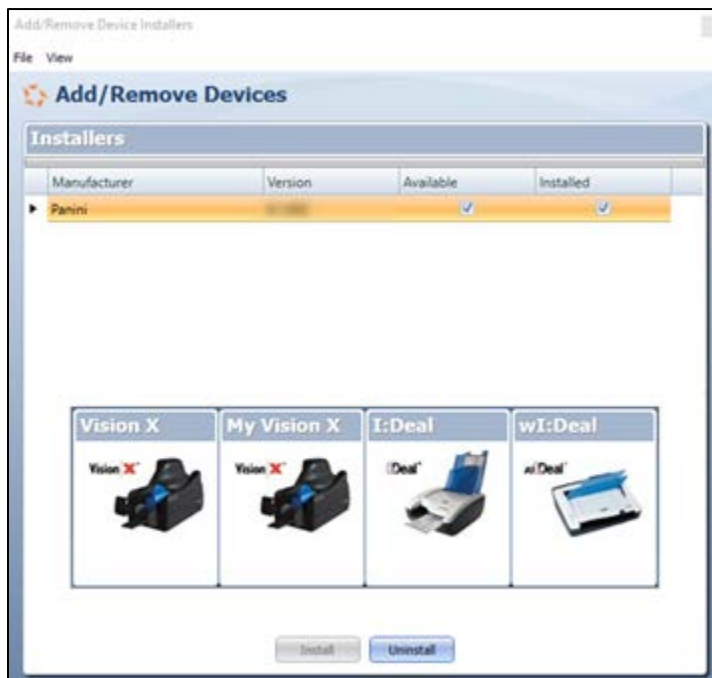 Add/Remove Device Installers
File View
Add/Remove Devices
Installers
Manufacturer Version Available Installed
Panini
Vision X My Vision X I:Deal wI:Deal
Vision X Vision X I:Deal wI:Deal
Install Uninstall